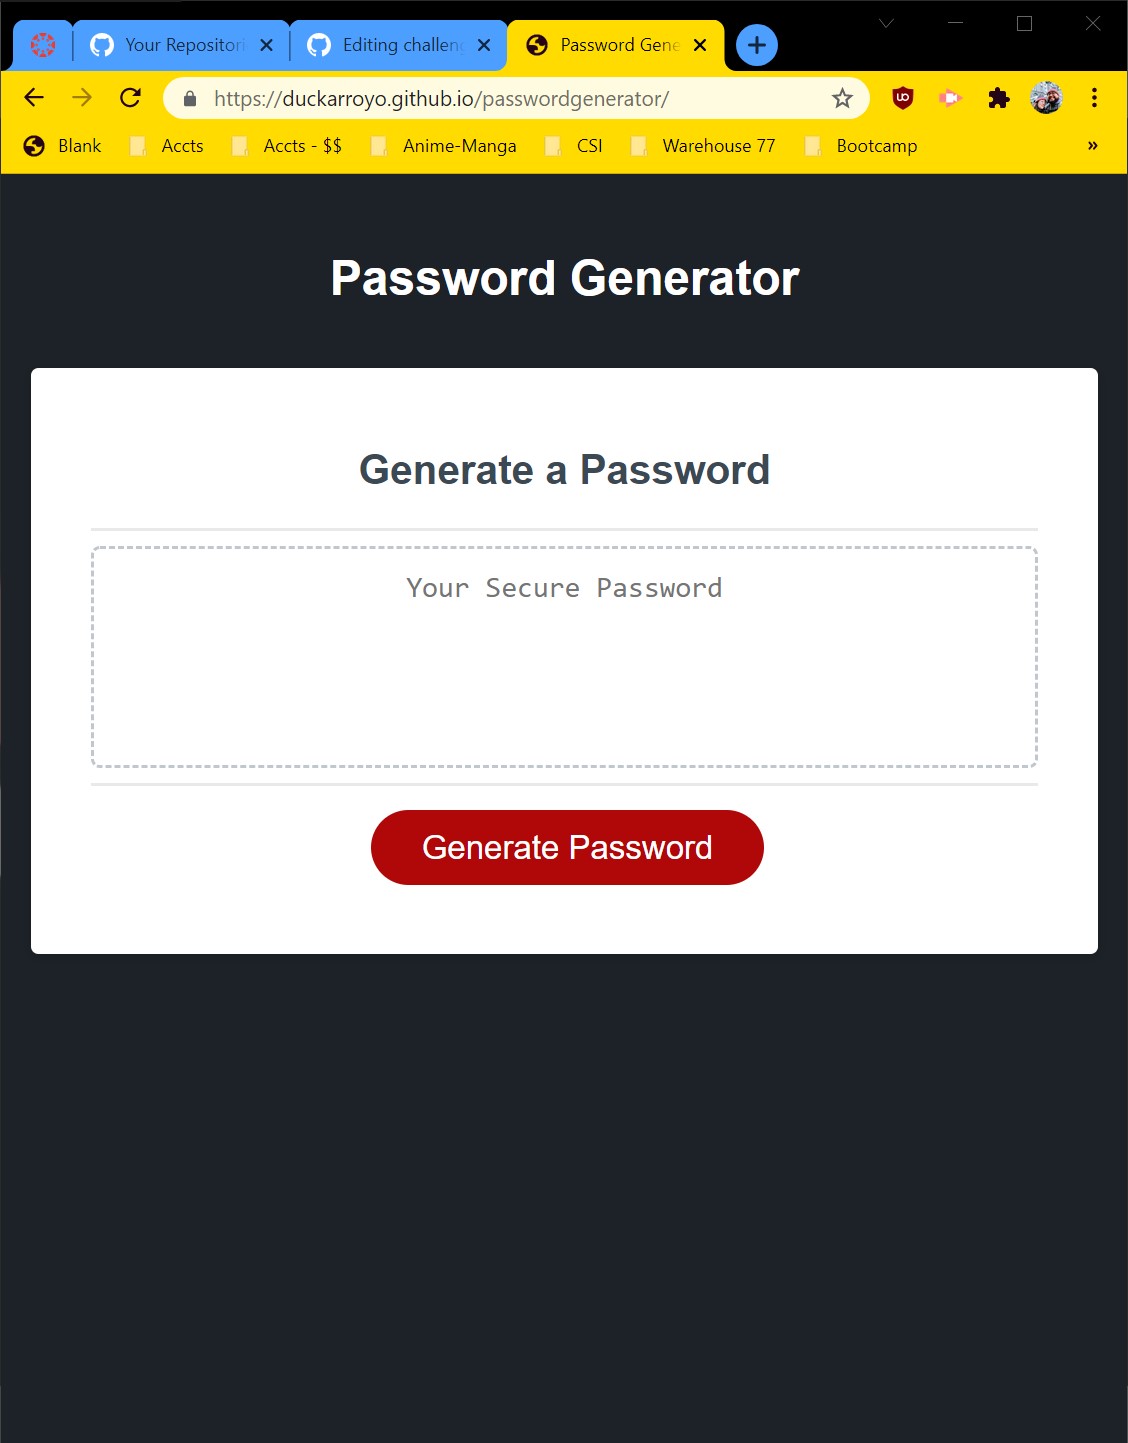 Your Repositori
Editing challeng
Password Gene
https://duckarroyo.github.io/passwordgenerator/
Blank
Accts
Accts - $$
Anime-Manga
CSI
Warehouse 77
Bootcamp
»
Password Generator
Generate a Password
Your Secure Password
Generate Password